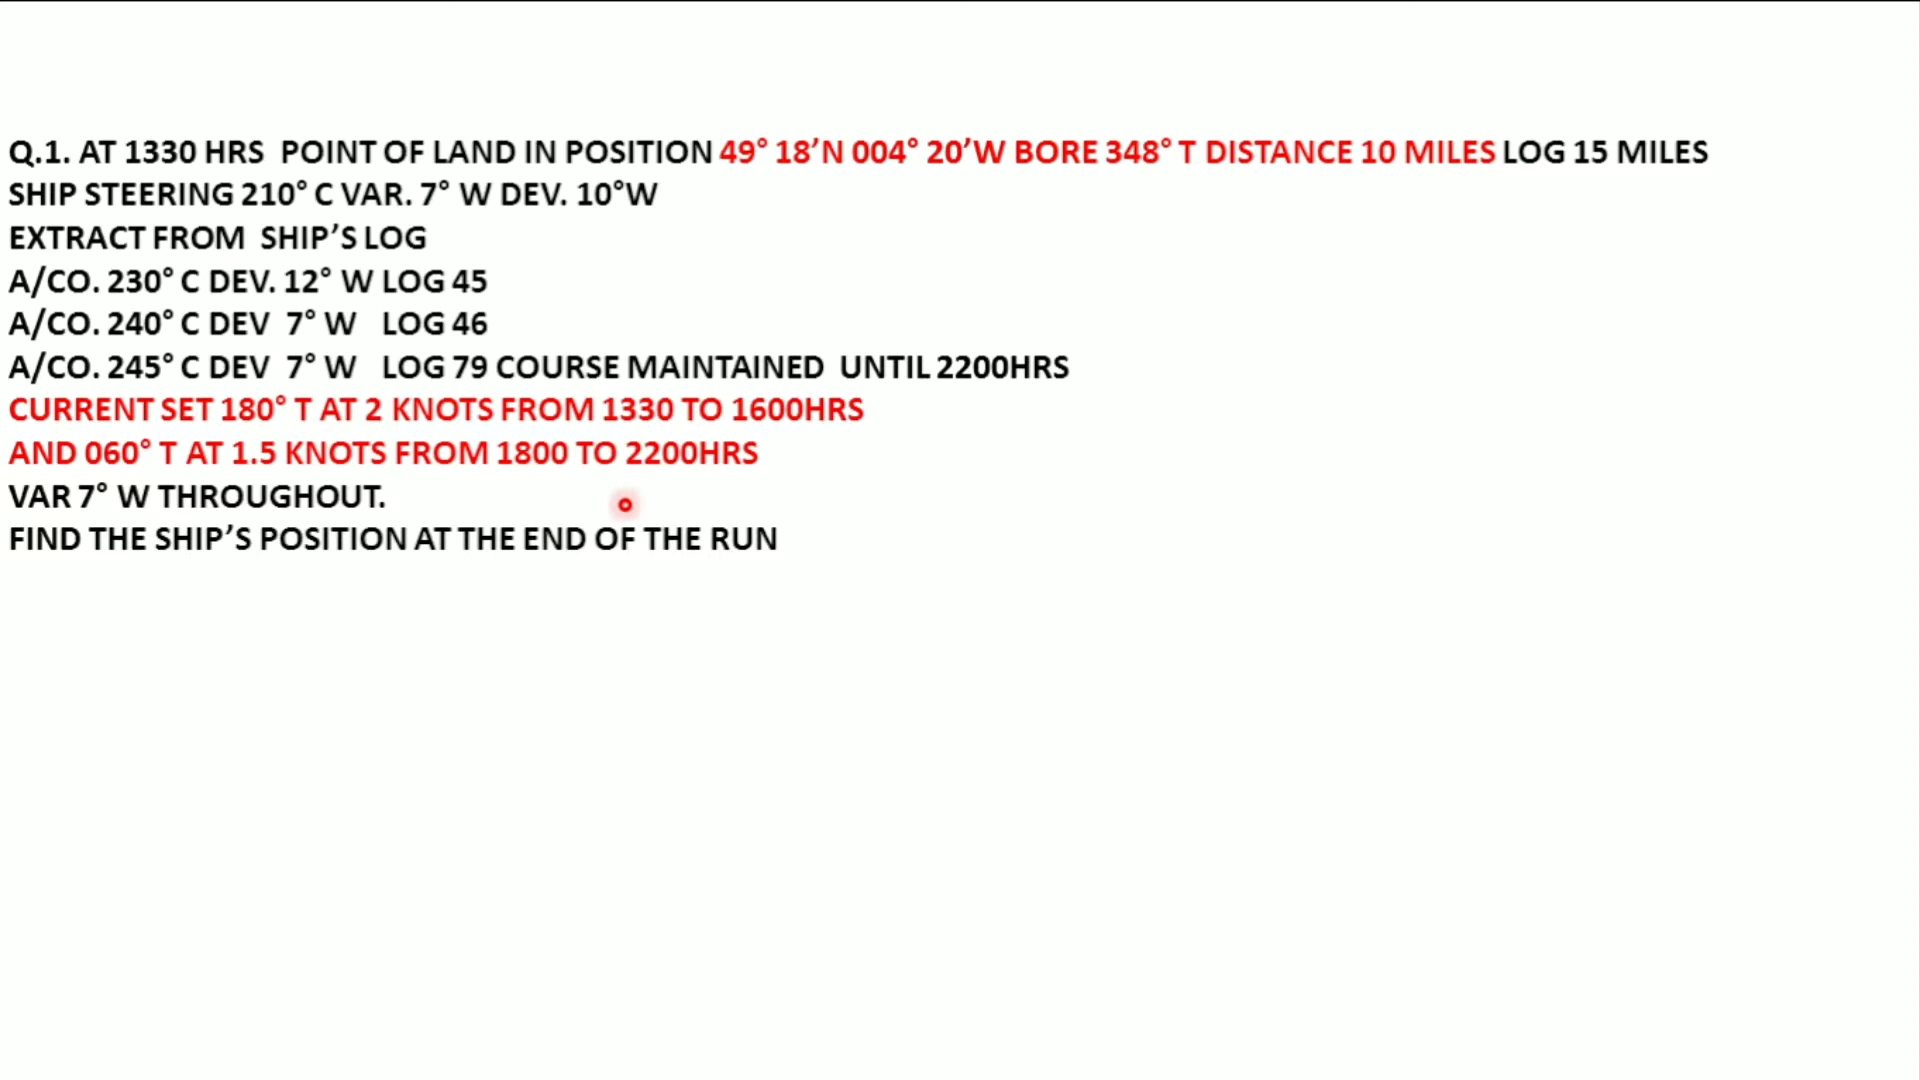 Q.1. AT 1330 HRS POINT OF LAND IN POSITION 49° 18’N 004° 20’W BORE 348° T DISTANCE 10 MILES LOG 15 MILES
SHIP STEERING 210° C VAR. 7° W DEV. 10°W
EXTRACT FROM SHIP’S LOG
A/CO. 230° C DEV. 12° W LOG 45
A/CO. 240° C DEV 7° W LOG 46
A/CO. 245° C DEV 7° W LOG 79 COURSE MAINTAINED UNTIL 2200HRS
CURRENT SET 180° T AT 2 KNOTS FROM 1330 TO 1600HRS
AND 060° T AT 1.5 KNOTS FROM 1800 TO 2200HRS
VAR 7° W THROUGHOUT.
FIND THE SHIP’S POSITION AT THE END OF THE RUN